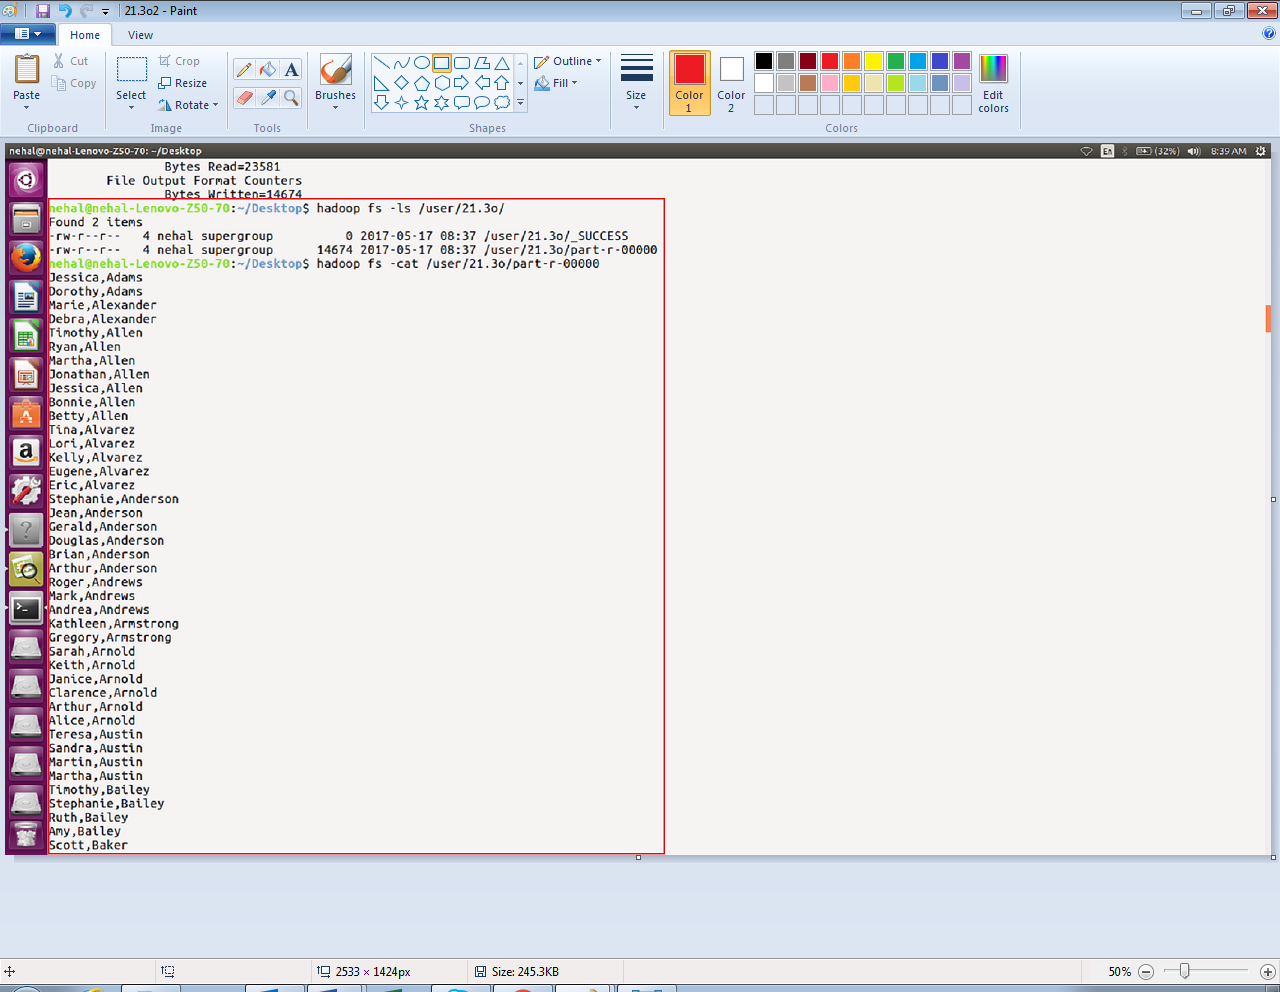 21.3o2 - Paint
Home View
Paste
Cut
Copy
Clipboard
Select
Crop
Resize
Rotate
Image
Tools
Brushes
Shapes
Outline
Fill
Size
Color 1
Color 2
Edit colors
Colors
nehal@nehal-Lenovo-Z50-70: ~/Desktop
En (32%) 8:39 AM
Bytes Read=23581
File Output Format Counters
Bytes Written=14674
nehal@nehal-Lenovo-Z50-70:~/Desktop$ hadoop fs -ls /user/21.3o/
Found 2 items
-rw-r--r--   4 nehal supergroup          0 2017-05-17 08:37 /user/21.3o/_SUCCESS
-rw-r--r--   4 nehal supergroup      14674 2017-05-17 08:37 /user/21.3o/part-r-00000
nehal@nehal-Lenovo-Z50-70:~/Desktop$ hadoop fs -cat /user/21.3o/part-r-00000
Jessica,Adams
Dorothy,Adams
Marie,Alexander
Debra,Alexander
Timothy,Allen
Ryan,Allen
Martha,Allen
Jonathan,Allen
Jessica,Allen
Bonnie,Allen
Betty,Allen
Tina,Alvarez
Lori,Alvarez
Kelly,Alvarez
Eugene,Alvarez
Eric,Alvarez
Stephanie,Anderson
Jean,Anderson
Gerald,Anderson
Douglas,Anderson
Brian,Anderson
Arthur,Anderson
Roger,Andrews
Mark,Andrews
Andrea,Andrews
Kathleen,Armstrong
Gregory,Armstrong
Sarah,Arnold
Keith,Arnold
Janice,Arnold
Clarence,Arnold
Arthur,Arnold
Alice,Arnold
Teresa,Austin
Sandra,Austin
Martin,Austin
Martha,Austin
Timothy,Bailey
Stephanie,Bailey
Ruth,Bailey
Amy,Bailey
Scott,Baker
2533 × 1424px
Size: 245.3KB
50%